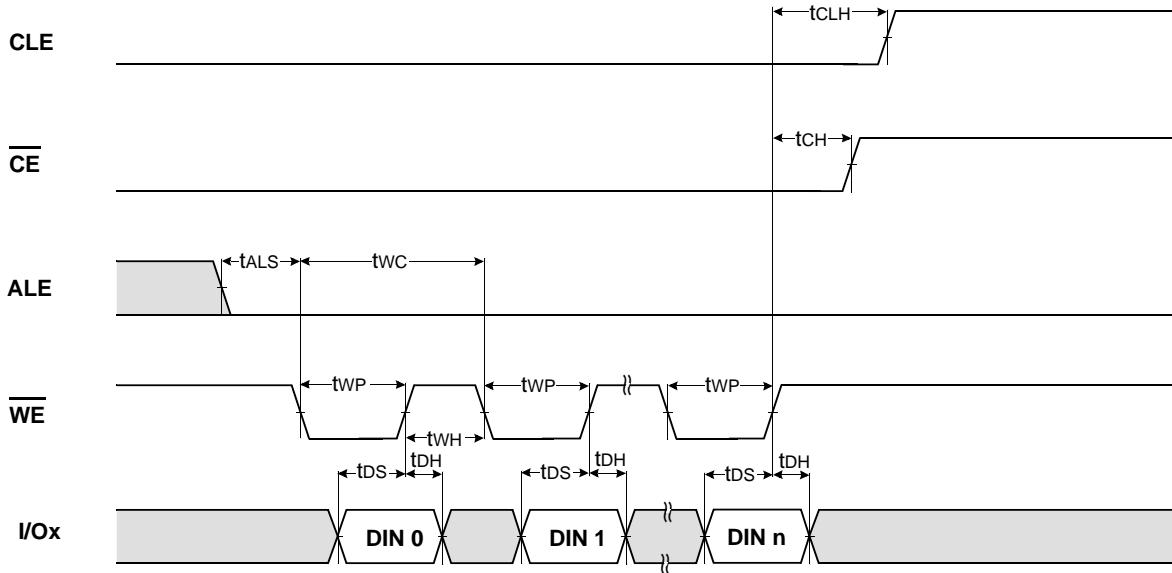 tCLH
CLE
tCH
CE
tALS
tWC
ALE
tWP
tWP
tWP
WE
tWH
tDS
tDH
tDS
tDH
tDS
tDH
I/Ox
DIN 0
DIN 1
DIN n